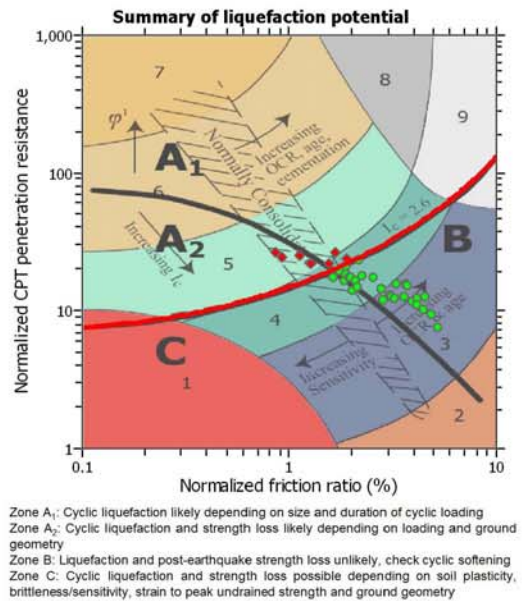 Summary of liquefaction potential
1,000
7
8
9
φ'
Increasing
OCR, age,
cementation
Normally Consolid
A1
100
6
Ic = 2.6
A2
B
Increasing Ic
5
10
4
Increasing
OCR & age
C
1
Increasing
Sensitivity
3
2
1
0.1
1
10
Normalized CPT penetration resistance
Normalized friction ratio (%)
Zone A1: Cyclic liquefaction likely depending on size and duration of cyclic loading
Zone A2: Cyclic liquefaction and strength loss likely depending on loading and ground
geometry
Zone B: Liquefaction and post-earthquake strength loss unlikely, check cyclic softening
Zone C: Cyclic liquefaction and strength loss possible depending on soil plasticity,
brittleness/sensitivity, strain to peak undrained strength and ground geometry